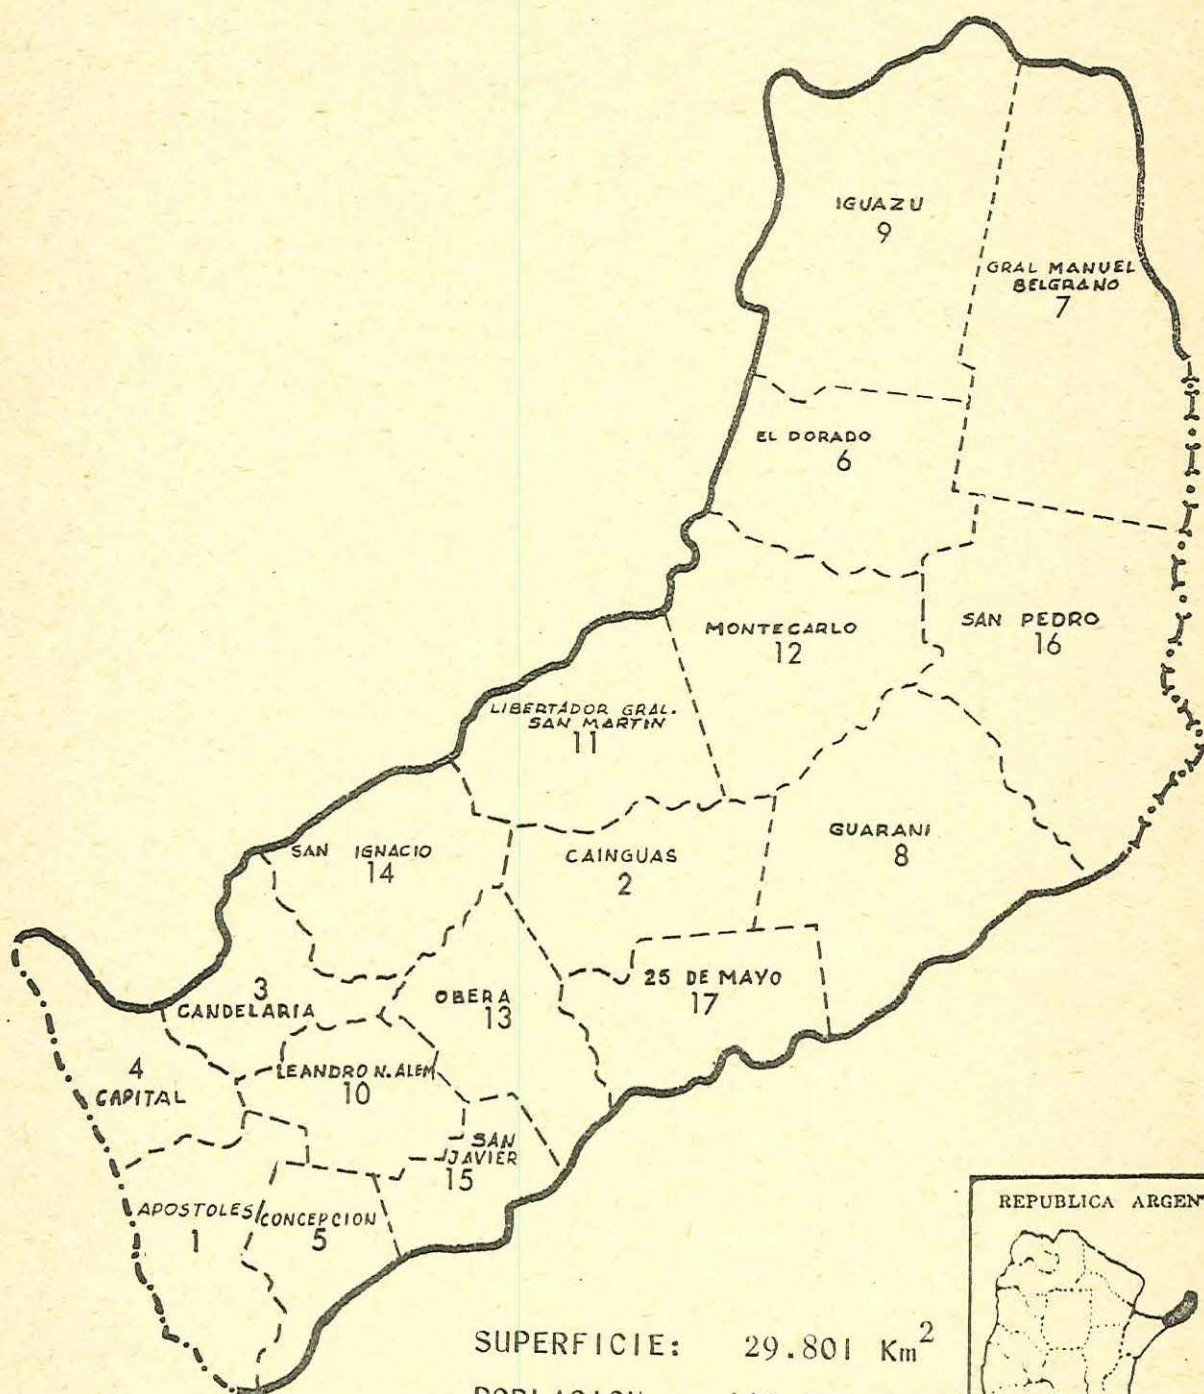 IGUAZU
9
GRAL MANUEL
BELGRANO
7
EL DORADO
6
MONTECARLO
12
SAN PEDRO
16
LIBERTADOR GRAL.
SAN MARTIN
11
GUARANI
8
SAN IGNACIO
14
CAINGUAS
2
3
CANDELARIA
OBERA
13
25 DE MAYO
17
4
CAPITAL
LEANDRO N. ALEM
10
SAN
JAVIER
15
APOSTOLES
1
CONCEPCION
5
REPUBLICA ARGEN
SUPERFICIE: 29.801 Km²